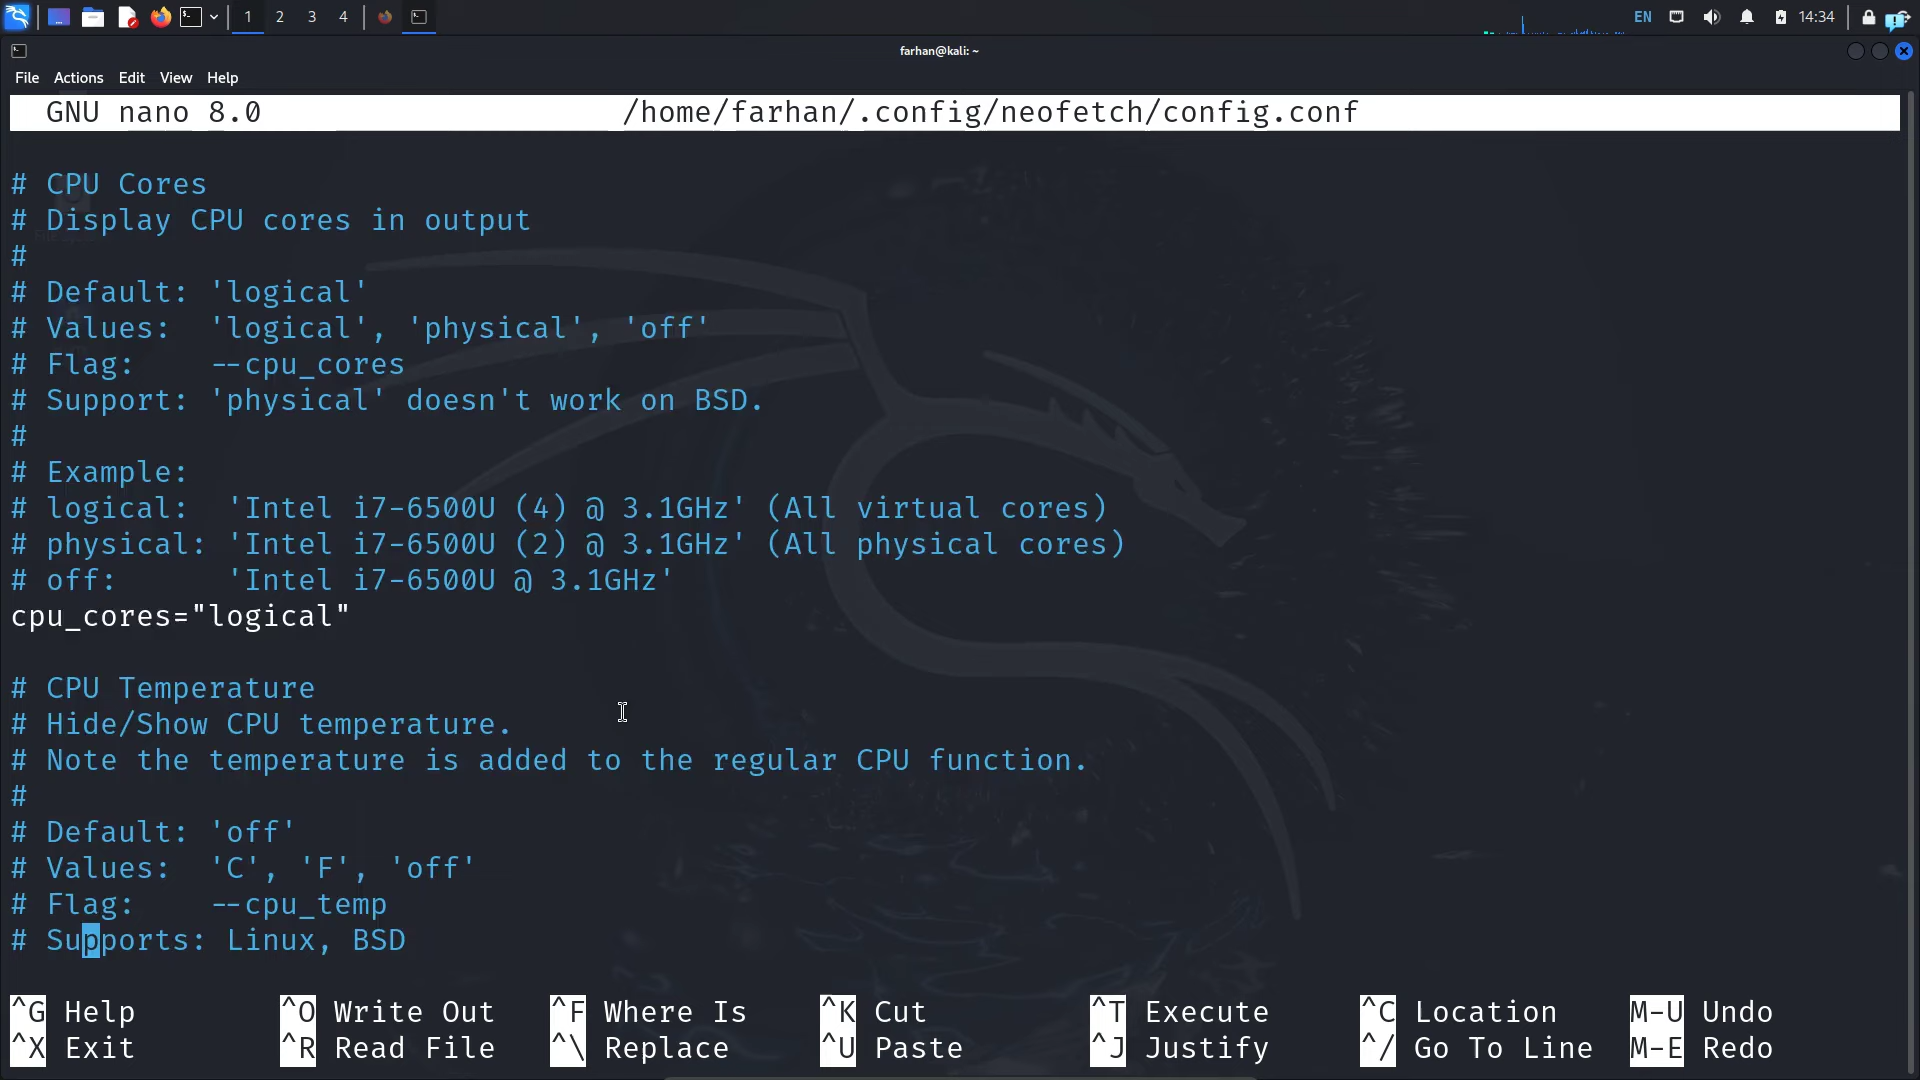 1 2 3 4 EN 14:34
farhan@kali: ~
File Actions Edit View Help
GNU nano 8.0 /home/farhan/.config/neofetch/config.conf
# CPU Cores
# Display CPU cores in output
#
# Default: 'logical'
# Values: 'logical', 'physical', 'off'
# Flag: --cpu_cores
# Support: 'physical' doesn't work on BSD.
#
# Example:
# logical: 'Intel i7-6500U (4) @ 3.1GHz' (All virtual cores)
# physical: 'Intel i7-6500U (2) @ 3.1GHz' (All physical cores)
# off: 'Intel i7-6500U @ 3.1GHz'
cpu_cores="logical"
# CPU Temperature
# Hide/Show CPU temperature.
# Note the temperature is added to the regular CPU function.
#
# Default: 'off'
# Values: 'C', 'F', 'off'
# Flag: --cpu_temp
# Supports: Linux, BSD
^G Help ^O Write Out ^F Where Is ^K Cut ^T Execute ^C Location M-U Undo
^X Exit ^R Read File ^\ Replace ^U Paste ^J Justify ^/ Go To Line M-E Redo